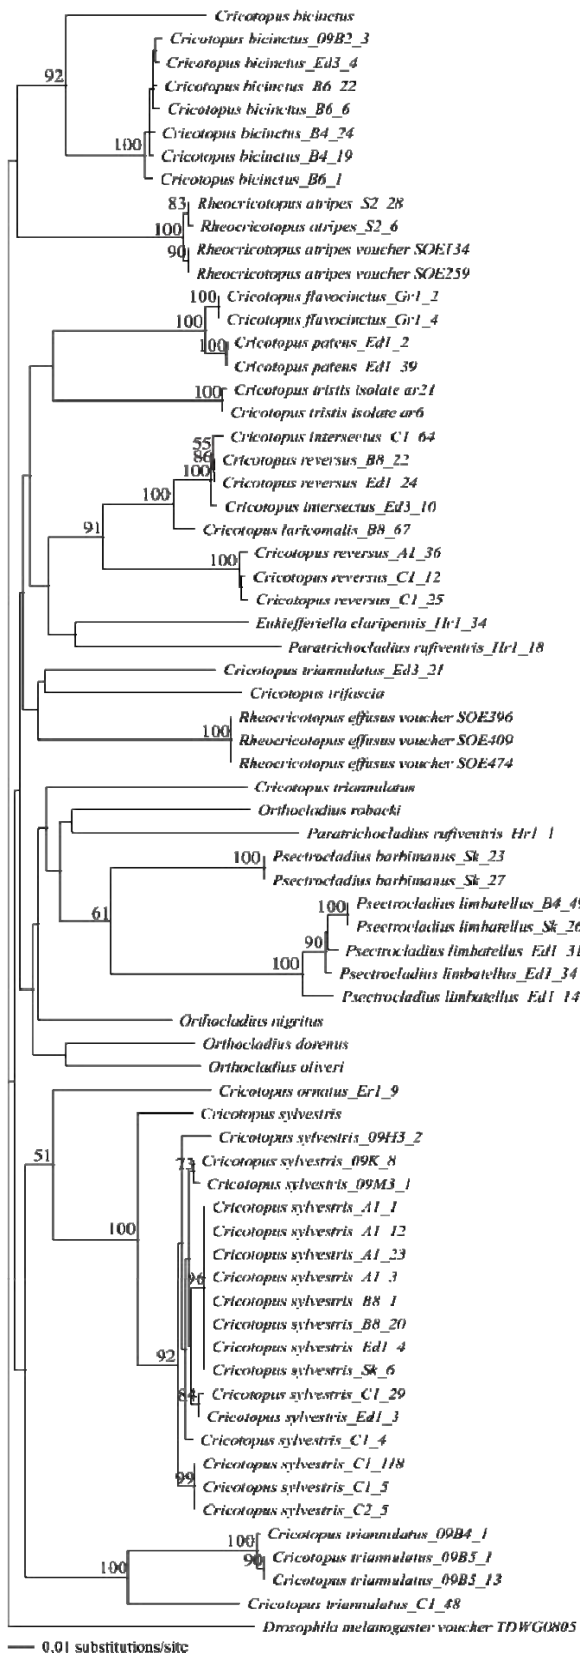 Cricotopus bicinctus
Cricotopus bicinctus_09B2_3
92
Cricotopus bicinctus_Ed3_4
Cricotopus bicinctus_B6_22
Cricotopus bicinctus_B6_6
Cricotopus bicinctus_B4_24
100
Cricotopus bicinctus_B4_19
Cricotopus bicinctus_B6_1
83
Rheocricotopus atripes_S2_28
Rheocricotopus atripes_S2_6
100
90
Rheocricotopus atripes voucher SOE134
Rheocricotopus atripes voucher SOE259
100
Cricotopus flavocinctus_Gr1_2
100
Cricotopus flavocinctus_Gr1_4
100
Cricotopus patens_Ed1_2
Cricotopus patens_Ed1_39
100
Cricotopus tristis isolate ar21
Cricotopus tristis isolate ar6
55
Cricotopus intersectus_C1_64
86
Cricotopus reversus_B8_22
100
Cricotopus reversus_Ed1_24
100
Cricotopus intersectus_Ed3_10
91
Cricotopus laricomalis_B8_67
100
Cricotopus reversus_A1_36
Cricotopus reversus_C1_12
Cricotopus reversus_C1_25
Eukiefferiella claripennis_Hr1_34
Paratrichocladius rufiventris_Hr1_18
Cricotopus triannulatus_Ed3_21
Cricotopus trifascia
Rheocricotopus effusus voucher SOE396
100
Rheocricotopus effusus voucher SOE409
Rheocricotopus effusus voucher SOE474
Cricotopus triannulatus
Orthocladius robacki
Paratrichocladius rufiventris_Hr1_1
100
Psectrocladius barbimanus_Sk_23
Psectrocladius barbimanus_Sk_27
61
100
Psectrocladius limbatellus_B4_49
Psectrocladius limbatellus_Sk_26
90
Psectrocladius limbatellus_Ed1_31
100
Psectrocladius limbatellus_Ed1_34
Psectrocladius limbatellus_Ed1_14
Orthocladius nigritus
Orthocladius dorenus
Orthocladius oliveri
Cricotopus ornatus_Er1_9
Cricotopus sylvestris
Cricotopus sylvestris_09H3_2
51
73
Cricotopus sylvestris_09K_8
Cricotopus sylvestris_09M3_1
Cricotopus sylvestris_A1_1
100
Cricotopus sylvestris_A1_12
Cricotopus sylvestris_A1_23
96
Cricotopus sylvestris_A1_3
Cricotopus sylvestris_B8_1
Cricotopus sylvestris_B8_20
Cricotopus sylvestris_Ed1_4
92
Cricotopus sylvestris_Sk_6
84
Cricotopus sylvestris_C1_29
Cricotopus sylvestris_Ed1_3
Cricotopus sylvestris_C1_4
Cricotopus sylvestris_C1_118
99
Cricotopus sylvestris_C1_5
Cricotopus sylvestris_C2_5
100
Cricotopus triannulatus_09B4_1
90
Cricotopus triannulatus_09B5_1
100
Cricotopus triannulatus_09B5_13
Cricotopus triannulatus_C1_48
Drosophila melanogaster voucher TDWG0805
0.01 substitutions/site